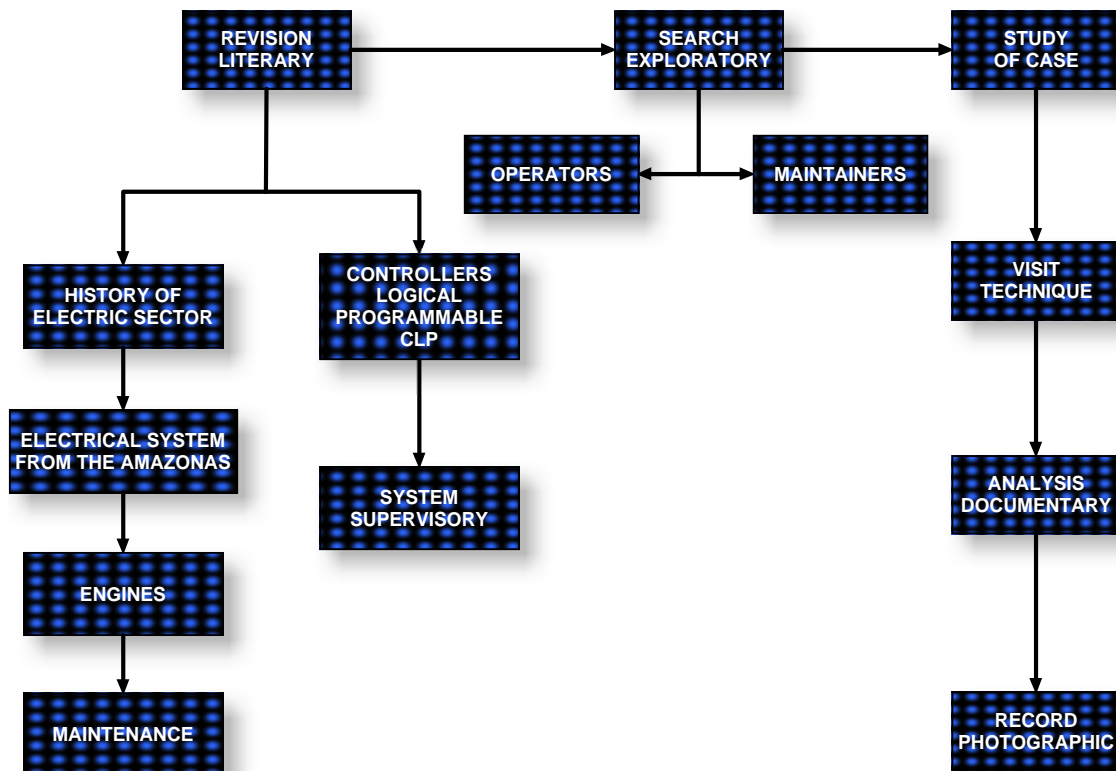 REVISION
LITERARY
SEARCH
EXPLORATORY
STUDY
OF CASE
OPERATORS
MAINTAINERS
HISTORY OF
ELECTRIC SECTOR
CONTROLLERS
LOGICAL
PROGRAMMABLE
CLP
VISIT
TECHNIQUE
ELECTRICAL SYSTEM
FROM THE AMAZONAS
SYSTEM
SUPERVISORY
ANALYSIS
DOCUMENTARY
ENGINES
MAINTENANCE
RECORD
PHOTOGRAPHIC